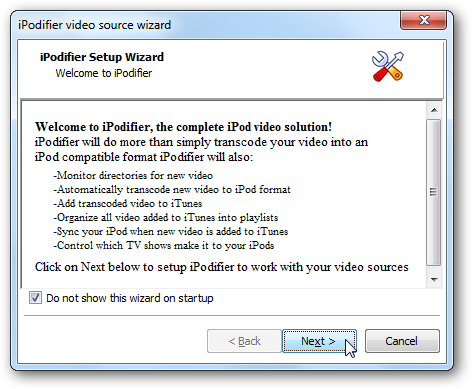 iPodifier video source wizard
iPodifier Setup Wizard
Welcome to iPodifier
Welcome to iPodifier, the complete iPod video solution!
iPodifier will do more than simply transcode your video into an
iPod compatible format iPodifier will also:
-Monitor directories for new video
-Automatically transcode new video to iPod format
-Add transcoded video to iTunes
-Organize all video added to iTunes into playlists
-Sync your iPod when new video is added to iTunes
-Control which TV shows make it to your iPods
Click on Next below to setup iPodifier to work with your video sources
Do not show this wizard on startup
< Back Next > Cancel